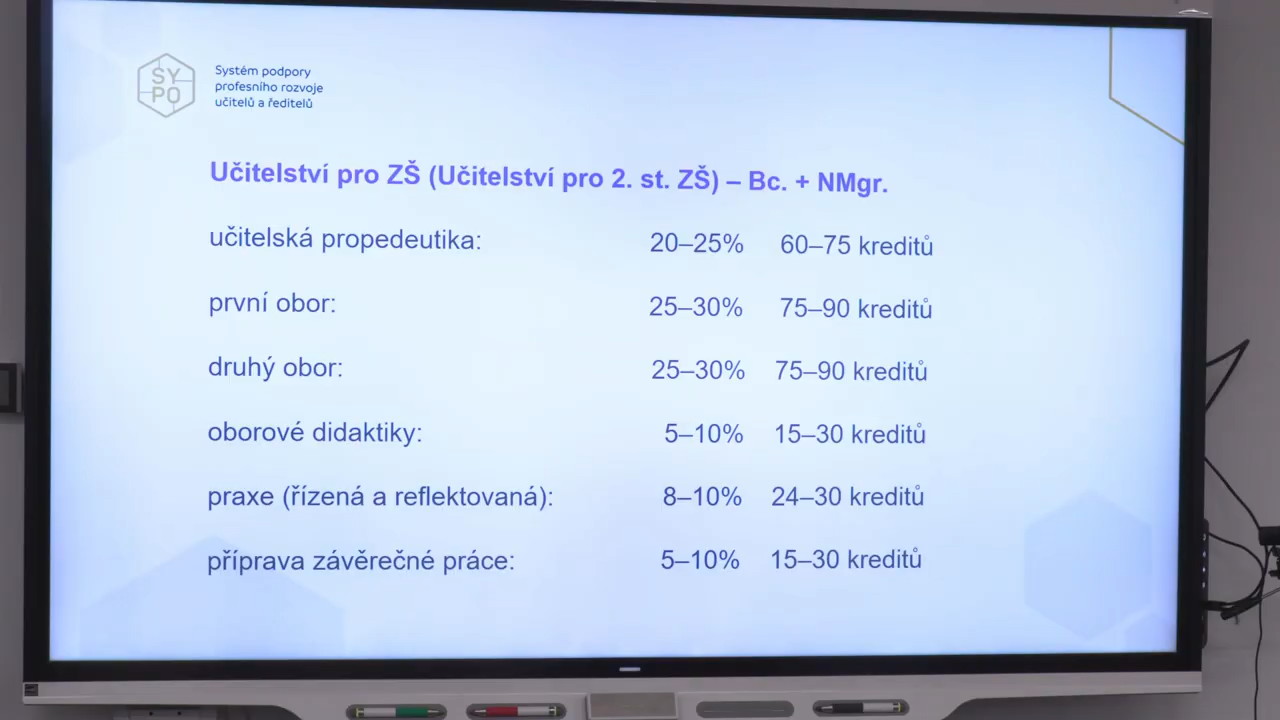 SY
PO
Systém podpory
profesního rozvoje
učitelů a ředitelů
Učitelství pro ZŠ (Učitelství pro 2. st. ZŠ) – Bc. + NMgr.
učitelská propedeutika: 20–25% 60–75 kreditů
první obor: 25–30% 75–90 kreditů
druhý obor: 25–30% 75–90 kreditů
oborové didaktiky: 5–10% 15–30 kreditů
praxe (řízená a reflektovaná): 8–10% 24–30 kreditů
příprava závěrečné práce: 5–10% 15–30 kreditů